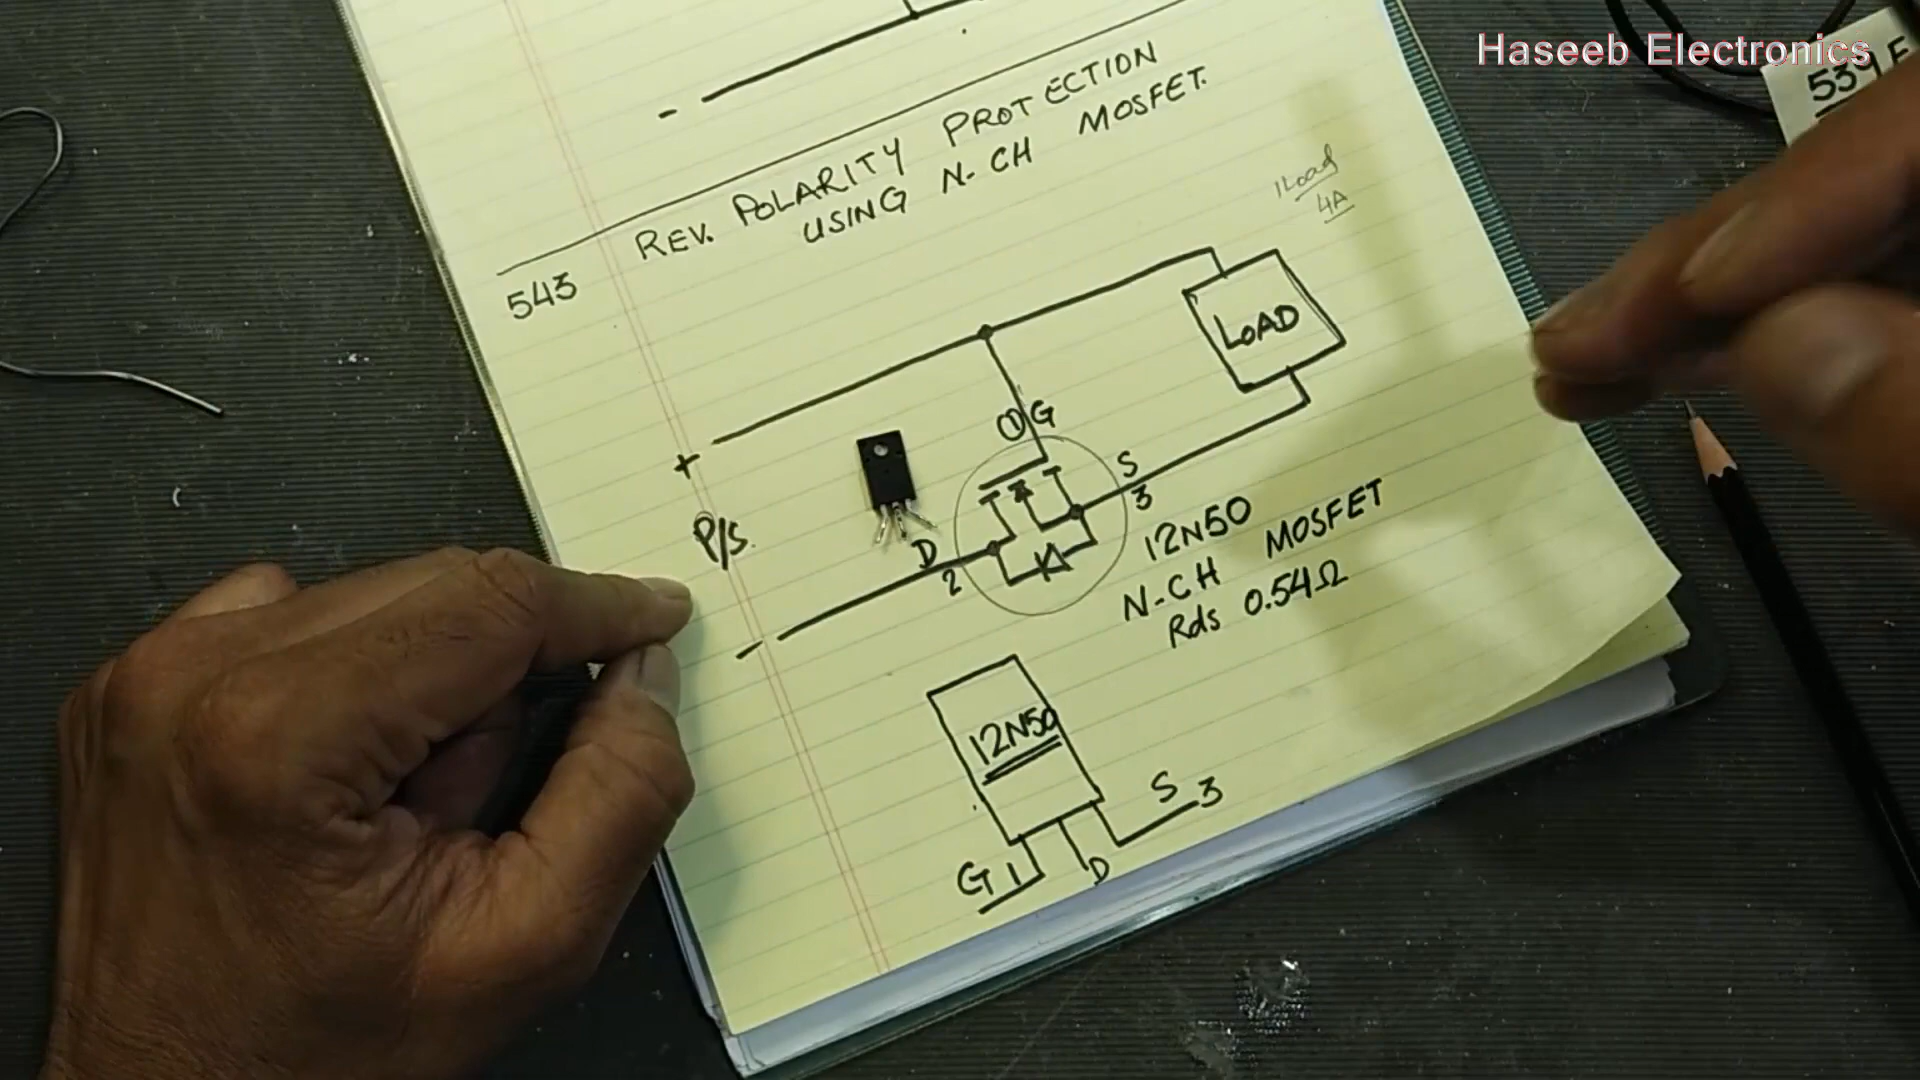 Haseeb Electronics
539 F
-
REV. POLARITY PROTECTION
USING N-CH MOSFET.
543
ILoad
4A
LOAD
+
① G
S
3
P/S.
D
2
-
12N50
N-CH MOSFET
Rds 0.54Ω
12N50
S 3
G 1
D